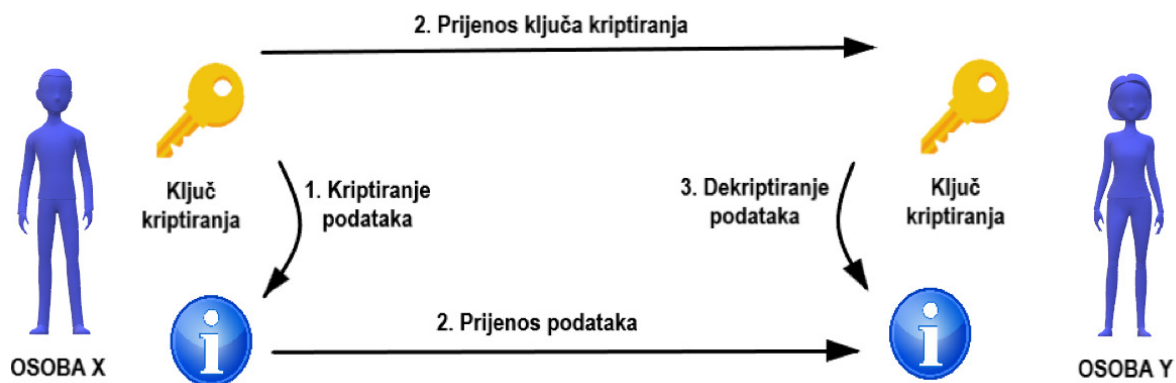 2. Prijenos ključa kriptiranja
Ključ
kriptiranja
1. Kriptiranje
podataka
3. Dekriptiranje
podataka
Ključ
kriptiranja
2. Prijenos podataka
OSOBA X
OSOBA Y